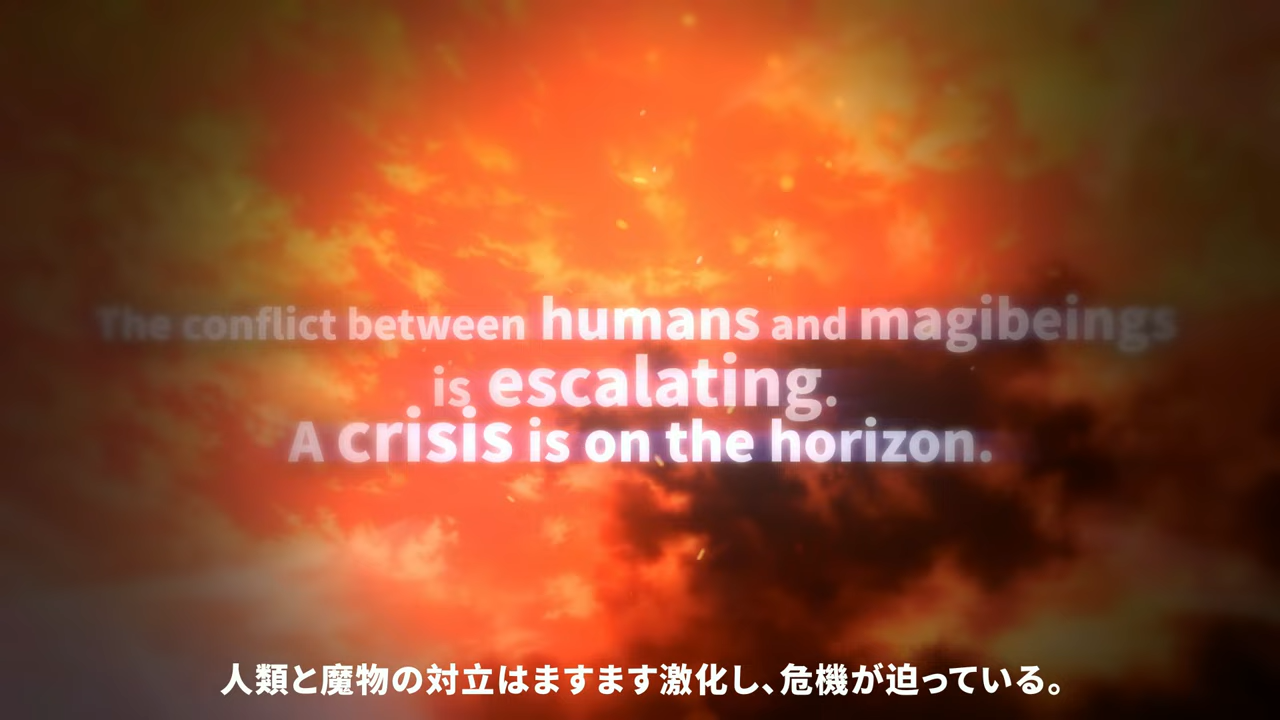 The conflict between humans and magibeings
is escalating.
A crisis is on the horizon.
人類と魔物の対立はますます激化し、危機が迫っている。